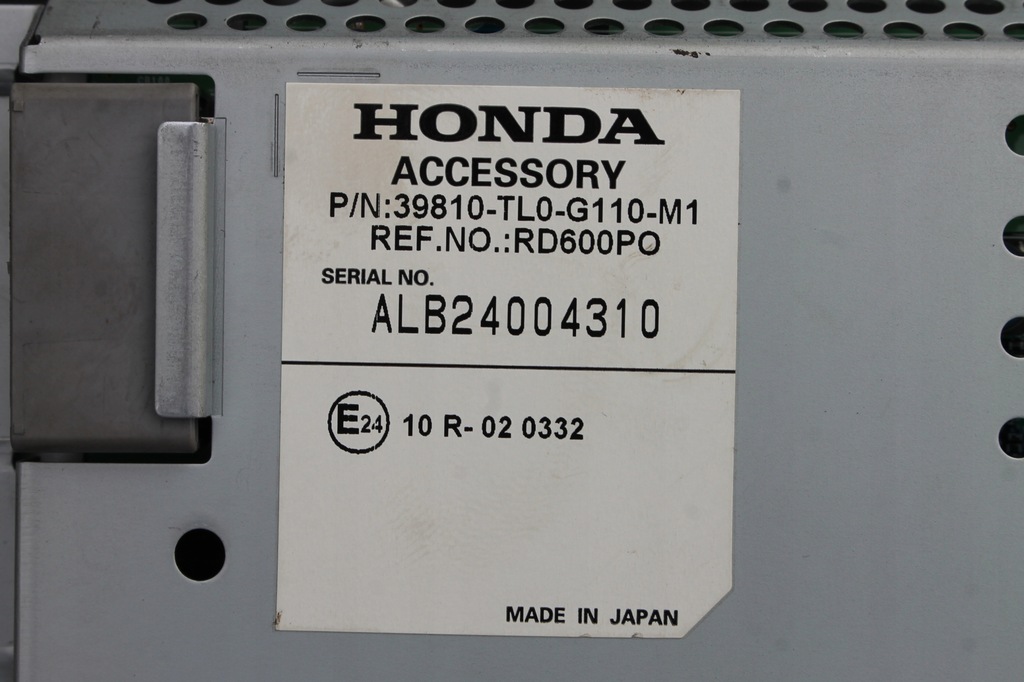 HONDA
ACCESSORY
P/N:39810-TL0-G110-M1
REF.NO.:RD600PO
SERIAL NO.
ALB24004310
E24 10 R- 02 0332
MADE IN JAPAN